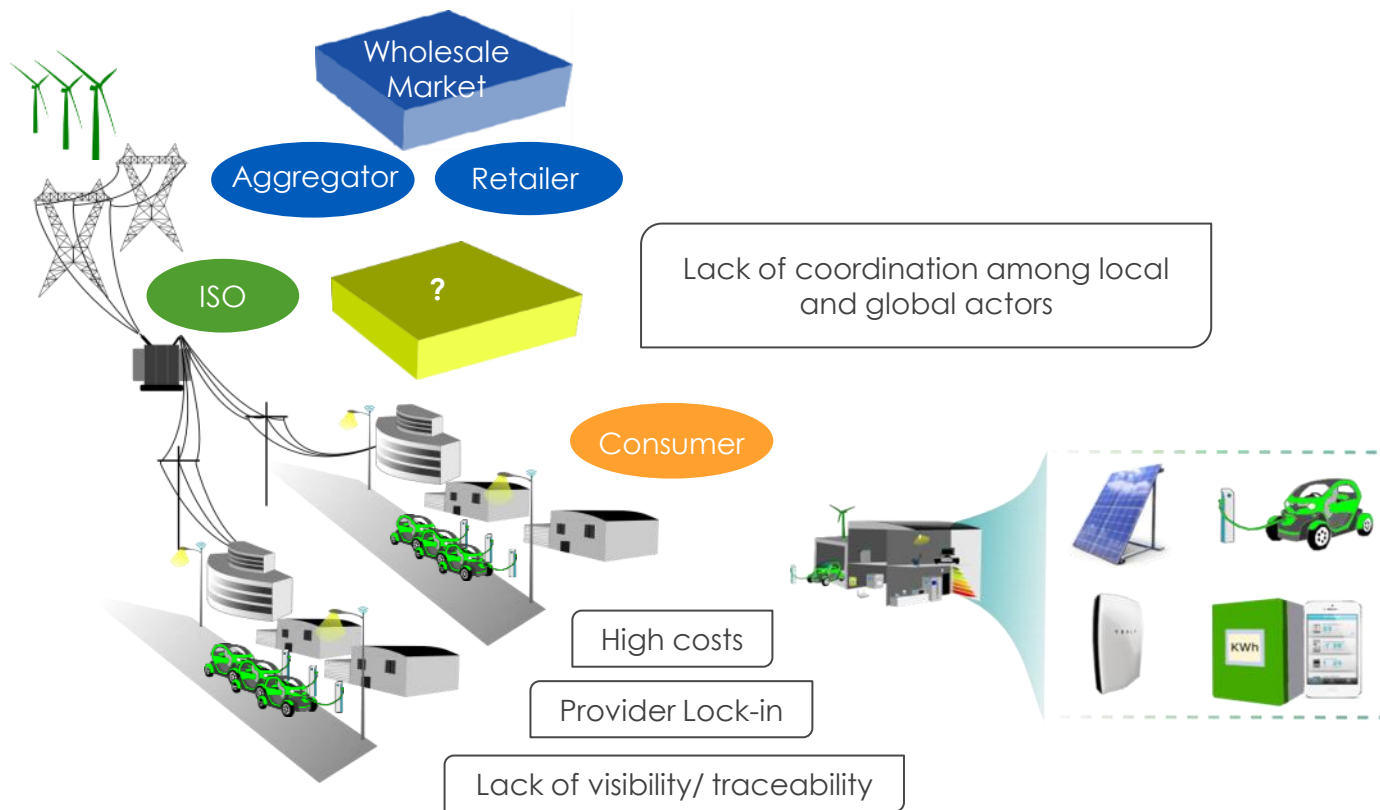 Wholesale
Market
Aggregator
Retailer
Lack of coordination among local
and global actors
ISO
?
Consumer
High costs
KWh
Provider Lock-in
Lack of visibility/ traceability